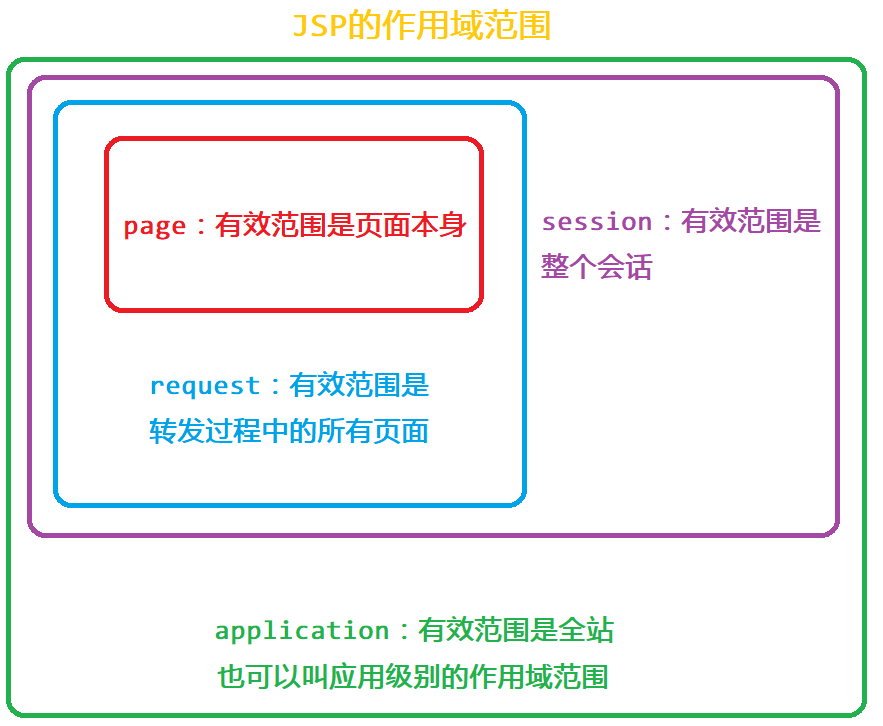 JSP的作用域范围
page：有效范围是页面本身
session：有效范围是
整个会话
request：有效范围是
转发过程中的所有页面
application：有效范围是全站
也可以叫应用级别的作用域范围